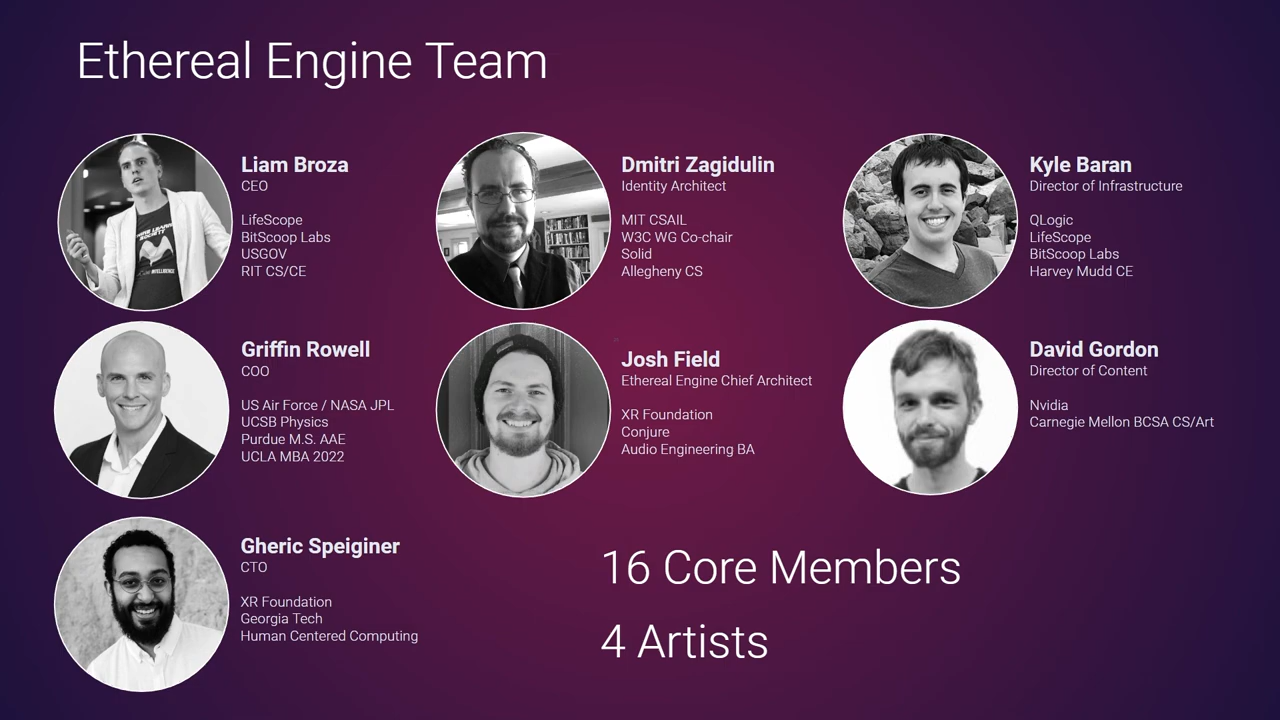 Ethereal Engine Team
Liam Broza
CEO
LifeScope
BitScoop Labs
USGOV
RIT CS/CE
Dmitri Zagidulin
Identity Architect
MIT CSAIL
W3C WG Co-chair
Solid
Allegheny CS
Kyle Baran
Director of Infrastructure
QLogic
LifeScope
BitScoop Labs
Harvey Mudd CE
Griffin Rowell
COO
US Air Force / NASA JPL
UCSB Physics
Purdue M.S. AAE
UCLA MBA 2022
Josh Field
Ethereal Engine Chief Architect
XR Foundation
Conjure
Audio Engineering BA
David Gordon
Director of Content
Nvidia
Carnegie Mellon BCSA CS/Art
Gheric Speiginer
CTO
XR Foundation
Georgia Tech
Human Centered Computing
16 Core Members
4 Artists